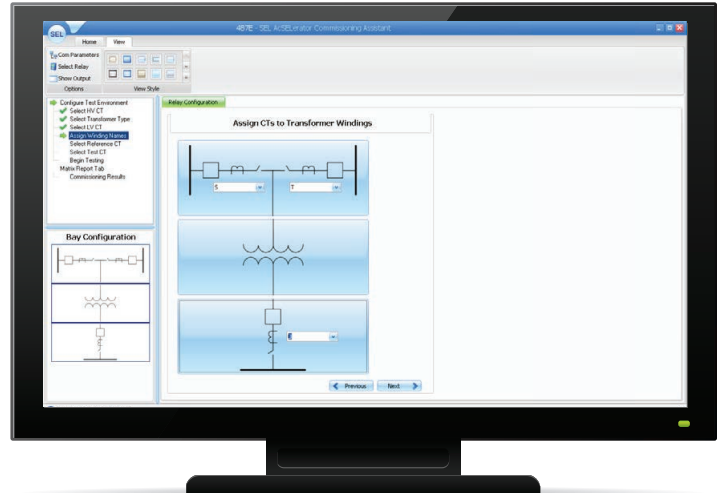 SEL
487E - SEL AcSELerator Commissioning Assistant
Home View
Com Parameters
Select Relay
Show Output
Options
View Style
Configure Test Environment
Select HV CT
Select Transformer Type
Select LV CT
Assign Winding Names
Select Reference CT
Select Test CT
Begin Testing
Matrix Report Tab
Commissioning Results
Bay Configuration
Relay Configuration
Assign CTs to Transformer Windings
S
T
Previous
Next